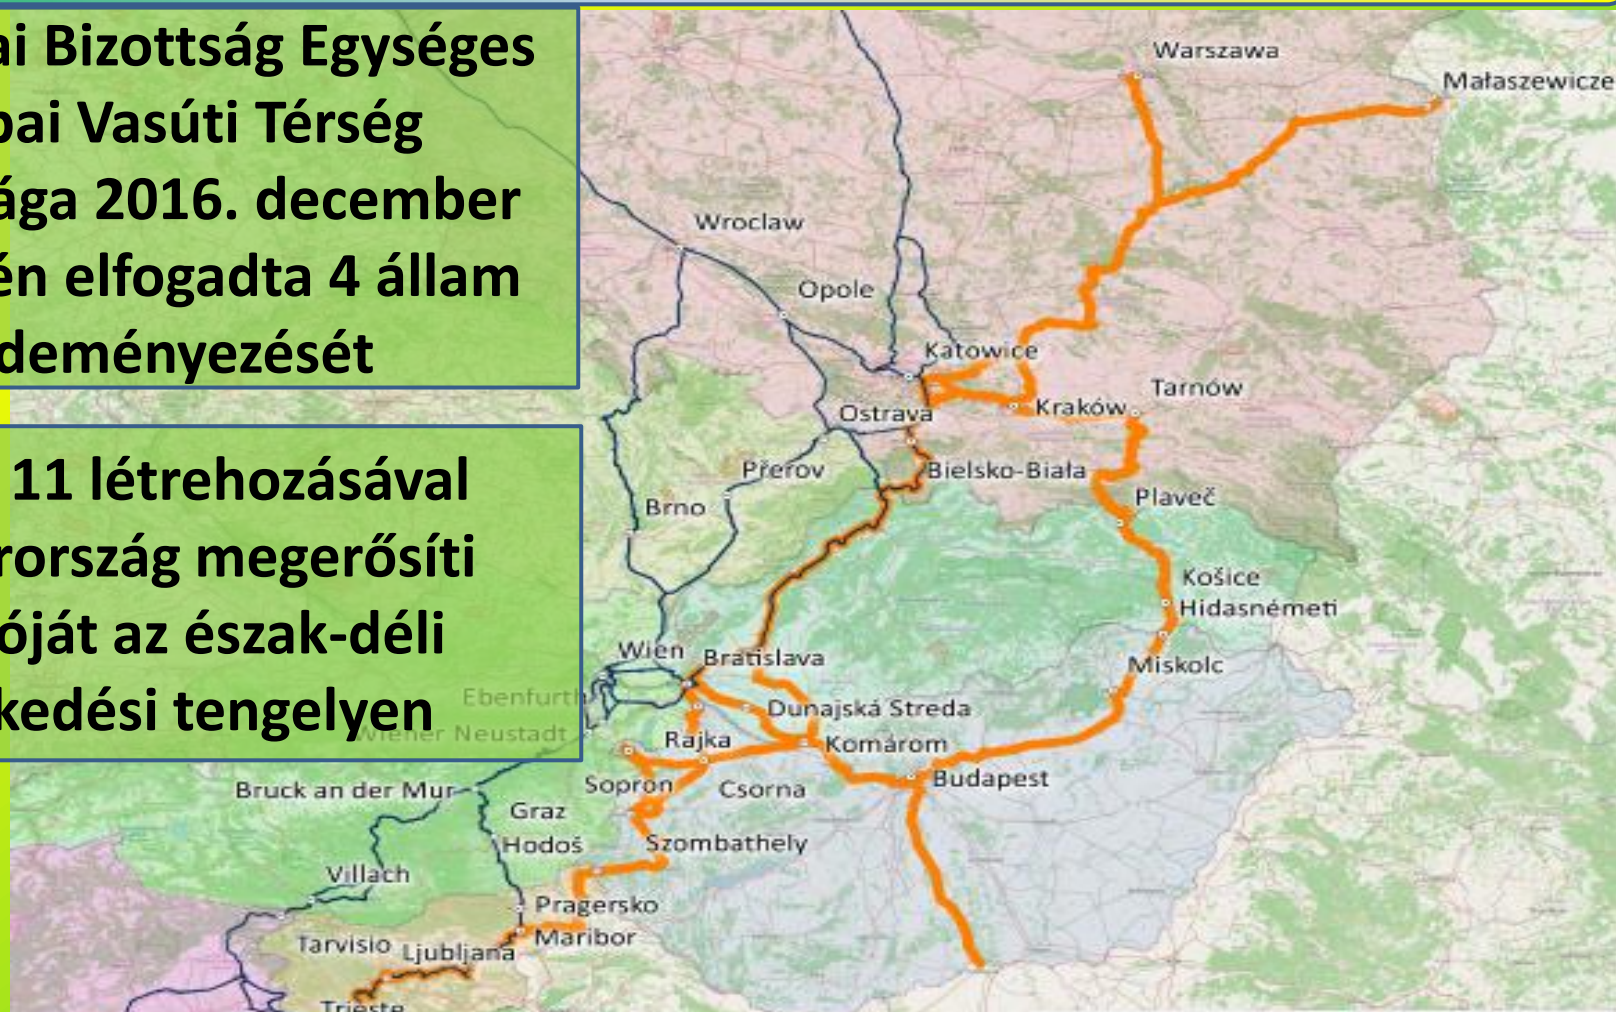 ai Bizottság Egységes
pai Vasúti Térség
ága 2016. december
én elfogadta 4 állam
deményezését
11 létrehozásával
rország megerősíti
óját az észak-déli
kedési tengelyen
Warszawa
Małaszewicze
Wroclaw
Opole
Katowice
Tarnów
Kraków
Ostrava
Přerov
Bielsko-Biała
Plaveč
Brno
Košice
Hidasnémeti
Wien
Bratislava
Miskolc
Ebenfurth
Dunajská Streda
Wiener Neustadt
Rajka
Komárom
Budapest
Sopron
Csorna
Bruck an der Mur
Graz
Hodoš
Szombathely
Villach
Pragersko
Maribor
Tarvisio
Ljubljana
Trieste